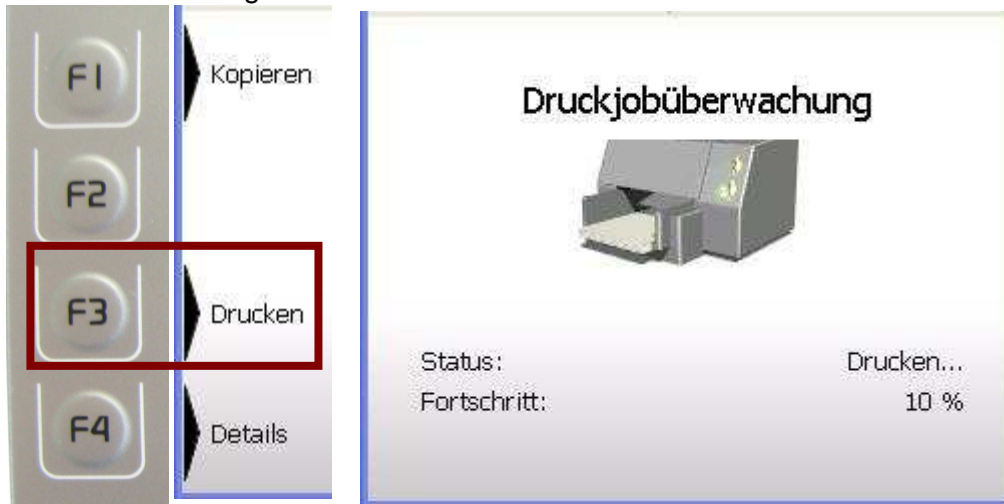 F1
Kopieren
F2
F3
Drucken
F4
Details
Druckjobüberwachung
Status: Drucken...
Fortschritt: 10 %